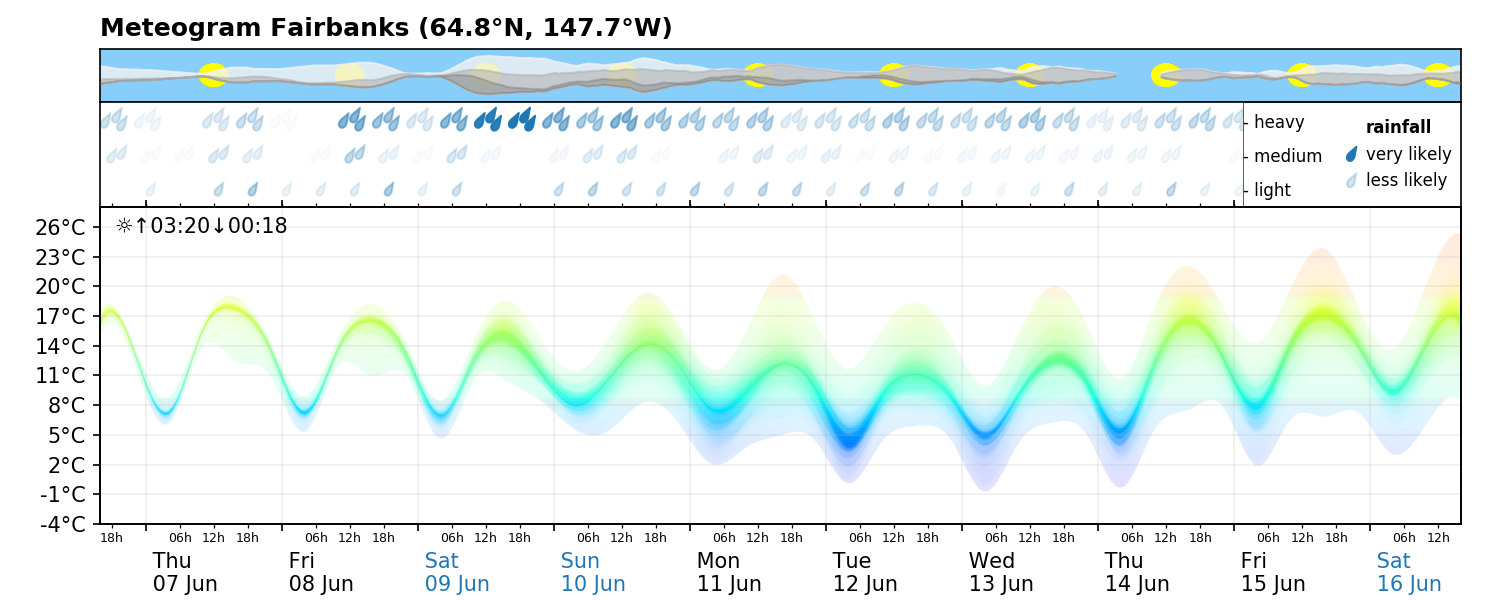 Meteogram Fairbanks (64.8°N, 147.7°W)
heavy
rainfall
medium
very likely
light
less likely
☼↑03:20↓00:18
26°C
23°C
20°C
17°C
14°C
11°C
8°C
5°C
2°C
-1°C
-4°C
18h 06h 12h 18h 06h 12h 18h 06h 12h 18h 06h 12h 18h 06h 12h 18h 06h 12h 18h 06h 12h 18h 06h 12h 18h 06h 12h 18h 06h 12h
Thu Fri Sat Sun Mon Tue Wed Thu Fri Sat
07 Jun 08 Jun 09 Jun 10 Jun 11 Jun 12 Jun 13 Jun 14 Jun 15 Jun 16 Jun